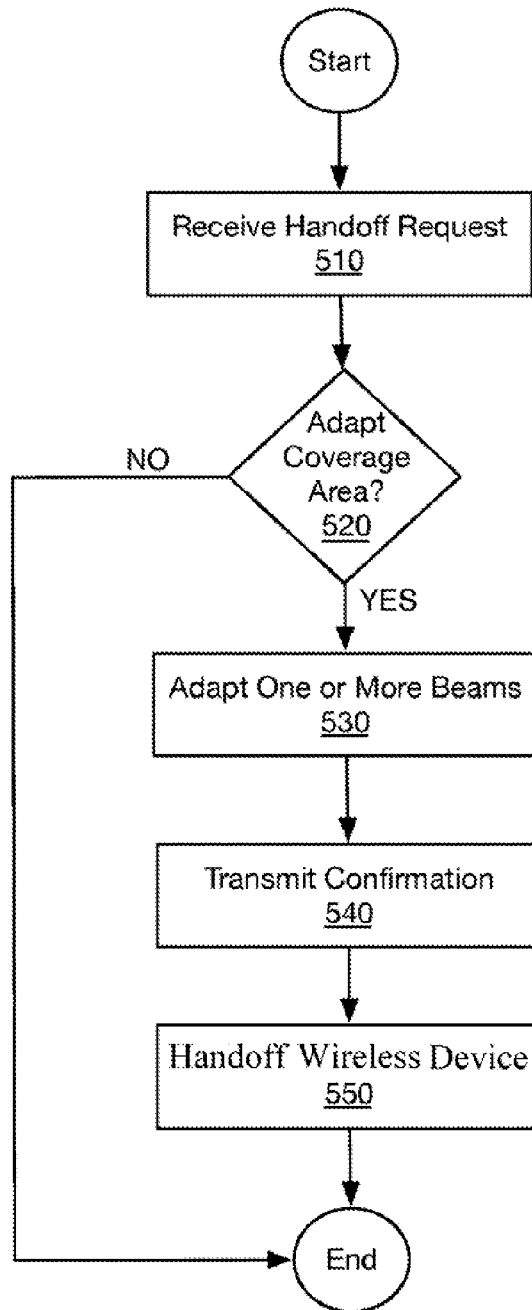 Start
Receive Handoff Request
510
Adapt
Coverage
Area?
520
NO
YES
Adapt One or More Beams
530
Transmit Confirmation
540
Handoff Wireless Device
550
End